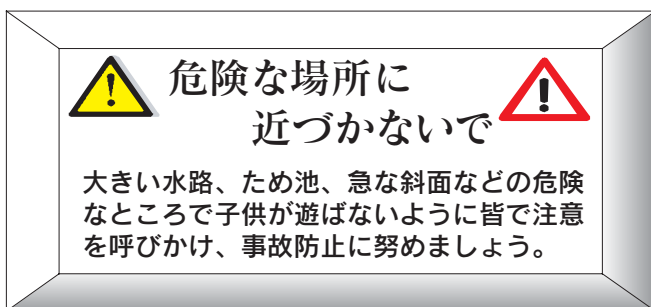 危険な場所に
近づかないで
大きい水路、ため池、急な斜面などの危険
なところで子供が遊ばないように皆で注意
を呼びかけ、事故防止に努めましょう。